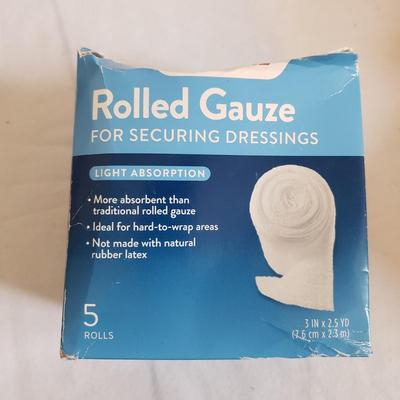 Rolled Gauze
FOR SECURING DRESSINGS
LIGHT ABSORPTION
• More absorbent than
traditional rolled gauze
• Ideal for hard-to-wrap areas
• Not made with natural
rubber latex
5
ROLLS
3 IN x 2.5 YD
(7.6 cm x 2.3 m)